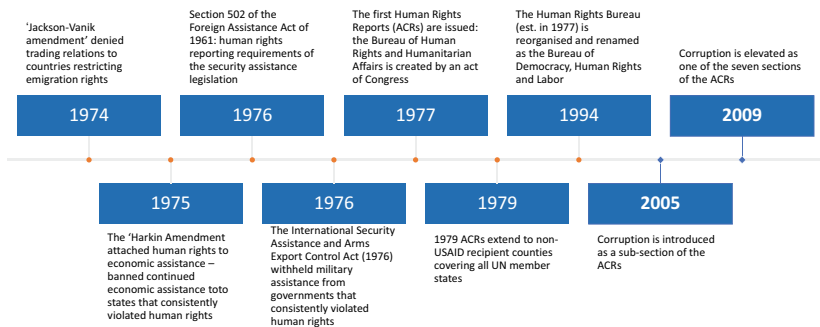 'Jackson-Vanik
amendment' denied
trading relations to
countries restricting
emigration rights
1974
The 'Harkin Amendment
attached human rights to
economic assistance –
banned continued
economic assistance toto
states that consistently
violated human rights
1975
Section 502 of the
Foreign Assistance Act of
1961: human rights
reporting requirements of
the security assistance
legislation
1976
1976
The International Security
Assistance and Arms
Export Control Act (1976)
withheld military
assistance from
governments that
consistently violated
human rights
The first Human Rights
Reports (ACRs) are issued:
the Bureau of Human
Rights and Humanitarian
Affairs is created by an act
of Congress
1977
1979
1979 ACRs extend to non-
USAID recipient counties
covering all UN member
states
The Human Rights Bureau
(est. in 1977) is
reorganised and renamed
as the Bureau of
Democracy, Human Rights
and Labor
1994
2005
Corruption is introduced
as a sub-section of the
ACRs
Corruption is elevated as
one of the seven sections
of the ACRs
2009